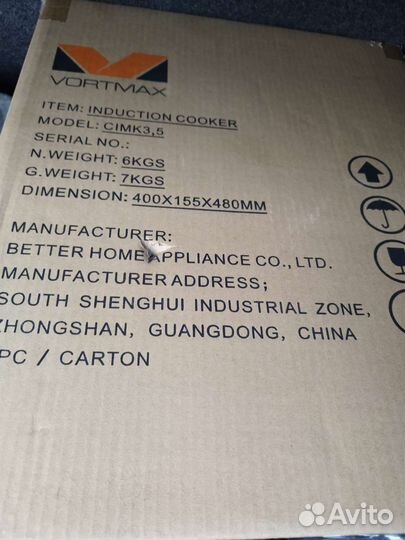 VORTMAX
ITEM: INDUCTION COOKER
MODEL: CIMK3,5
SERIAL NO.:
N.WEIGHT: 6KGS
G.WEIGHT: 7KGS
DIMENSION: 400X155X480MM
MANUFACTURER:
BETTER HOME APPLIANCE CO., LTD.
MANUFACTURER ADDRESS;
SOUTH SHENGHUI INDUSTRIAL ZONE,
ZHONGSHAN, GUANGDONG, CHINA
PC / CARTON
Avito